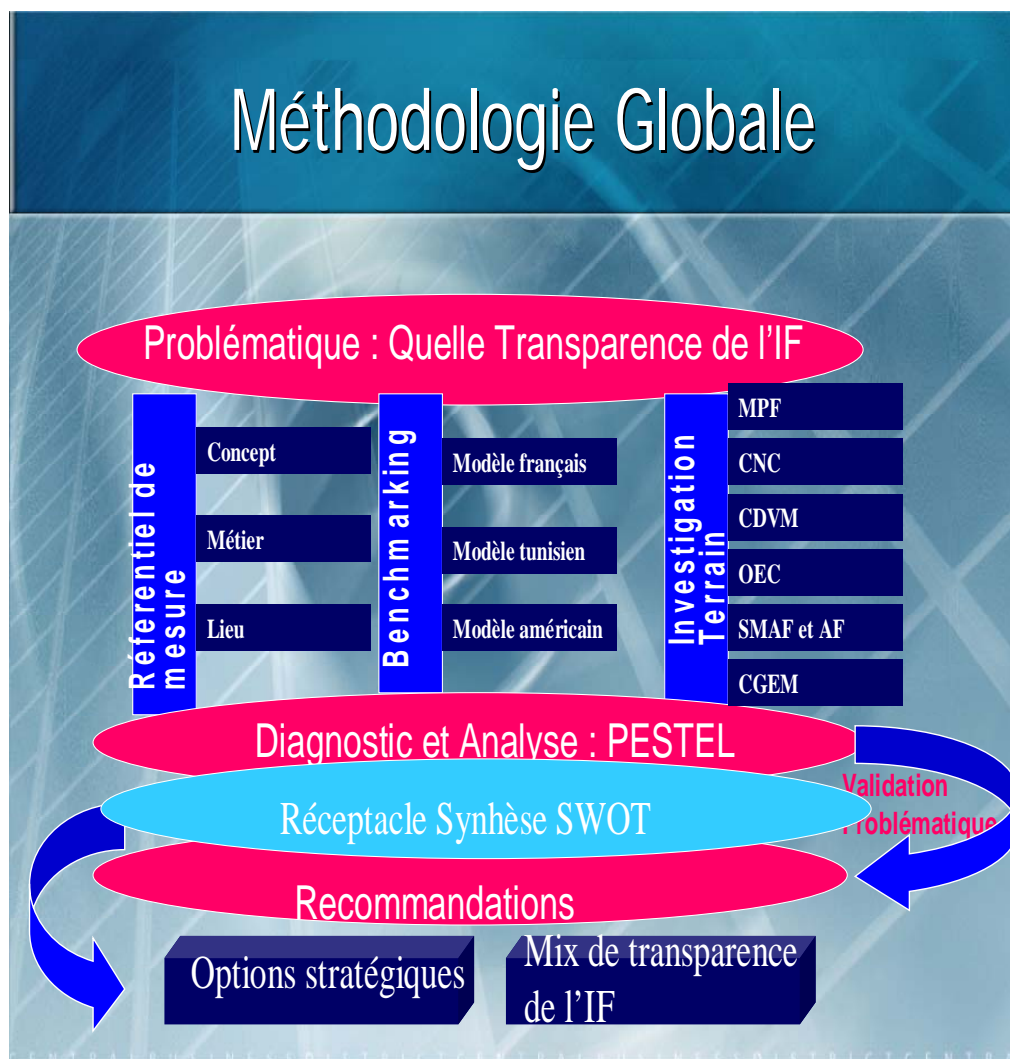 Méthodologie Globale
Problématique : Quelle Transparence de l'IF
Réferentiel de
mesure
Concept
Métier
Lieu
Benchmarking
Modèle français
Modèle tunisien
Modèle américain
Investigation
Terrain
MPF
CNC
CDVM
OEC
SMAF et AF
CGEM
Diagnostic et Analyse : PESTEL
Réceptacle Synhèse SWOT
Validation
Problématique
Recommandations
Options stratégiques
Mix de transparence
de l'IF